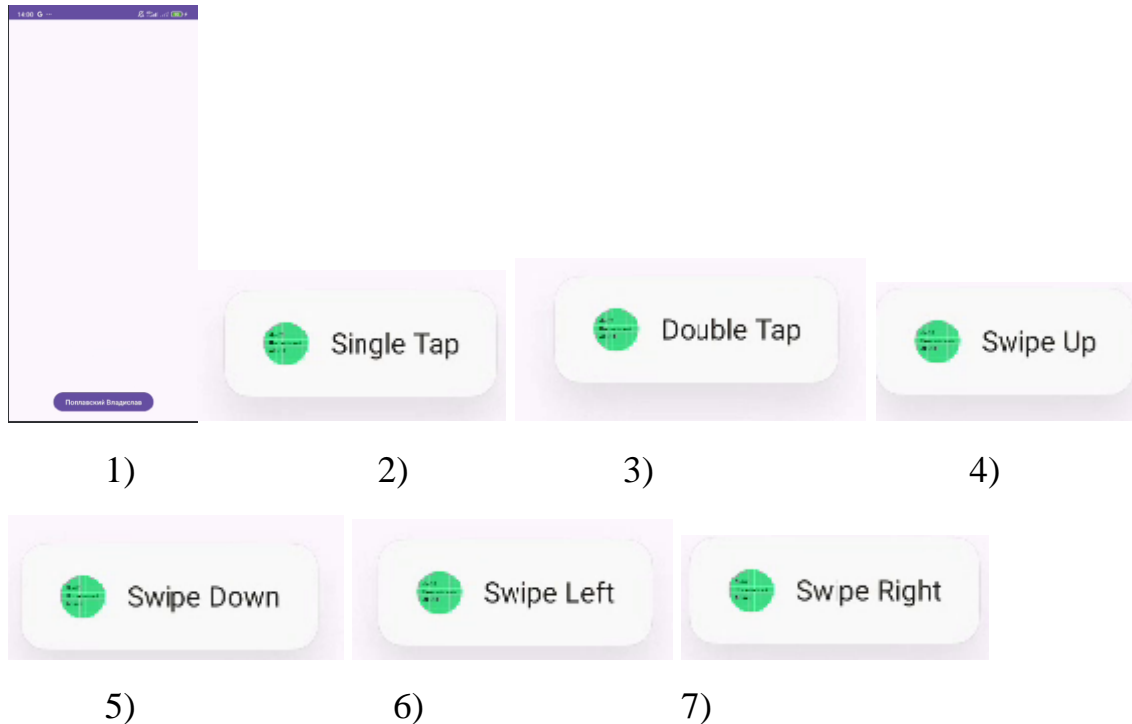 14:00 G
Поплавский Владислав
Single Tap
Double Tap
Swipe Up
1) 2) 3) 4)
Swipe Down
Swipe Left
Swipe Right
5) 6) 7)